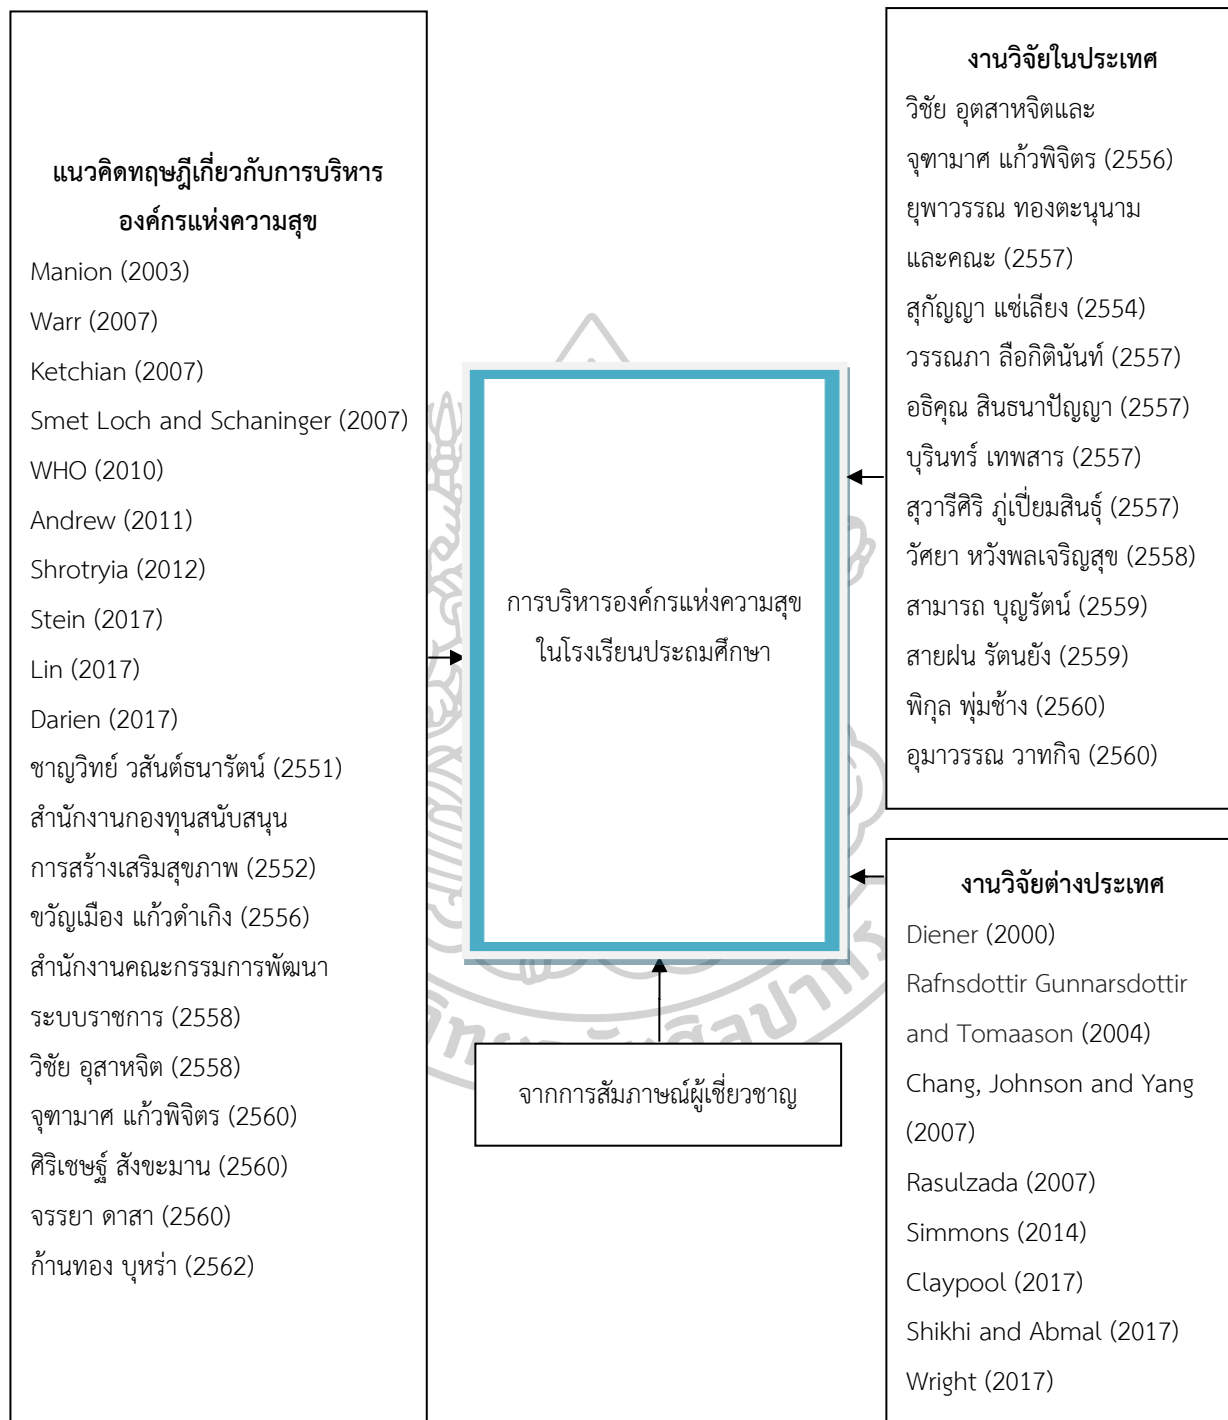 แนวคิดทฤษฎีเกี่ยวกับการบริหาร
องค์กรแห่งความสุข
Manion (2003)
Warr (2007)
Ketchian (2007)
Smet Loch and Schaninger (2007)
WHO (2010)
Andrew (2011)
Shrotryia (2012)
Stein (2017)
Lin (2017)
Darien (2017)
ชาญวิทย์ วสันต์ธนารัตน์ (2551)
สำนักงานกองทุนสนับสนุน
การสร้างเสริมสุขภาพ (2552)
ขวัญเมือง แก้วดำเกิง (2556)
สำนักงานคณะกรรมการพัฒนา
ระบบราชการ (2558)
วิชัย อุสาหจิต (2558)
จุฑามาศ แก้วพิจิตร (2560)
ศิริเชษฐ์ สังขะมาน (2560)
จรรยา ดาสา (2560)
ก้านทอง บุหร่า (2562)
การบริหารองค์กรแห่งความสุข
ในโรงเรียนประถมศึกษา
จากการสัมภาษณ์ผู้เชี่ยวชาญ
งานวิจัยในประเทศ
วิชัย อุตสาหจิตและ
จุฑามาศ แก้วพิจิตร (2556)
ยุพาวรรณ ทองตะนุนาม
และคณะ (2557)
สุกัญญา แซ่เลียง (2554)
วรรณภา ลือกิตินันท์ (2557)
อธิคุณ สินธนาปัญญา (2557)
บุรินทร์ เทพสาร (2557)
สุวารีศิริ ภู่เปี่ยมสินธุ์ (2557)
วัศยา หวังพลเจริญสุข (2558)
สามารถ บุญรัตน์ (2559)
สายฝน รัตนยัง (2559)
พิกุล พุ่มช้าง (2560)
อุมาวรรณ วาทกิจ (2560)
งานวิจัยต่างประเทศ
Diener (2000)
Rafnsdottir Gunnarsdottir
and Tomaason (2004)
Chang, Johnson and Yang
(2007)
Rasulzada (2007)
Simmons (2014)
Claypool (2017)
Shikhi and Abmal (2017)
Wright (2017)